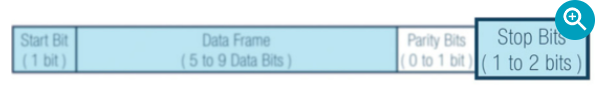 Start Bit
( 1 bit )
Data Frame
( 5 to 9 Data Bits )
Parity Bits
( 0 to 1 bit )
Stop Bits
( 1 to 2 bits )